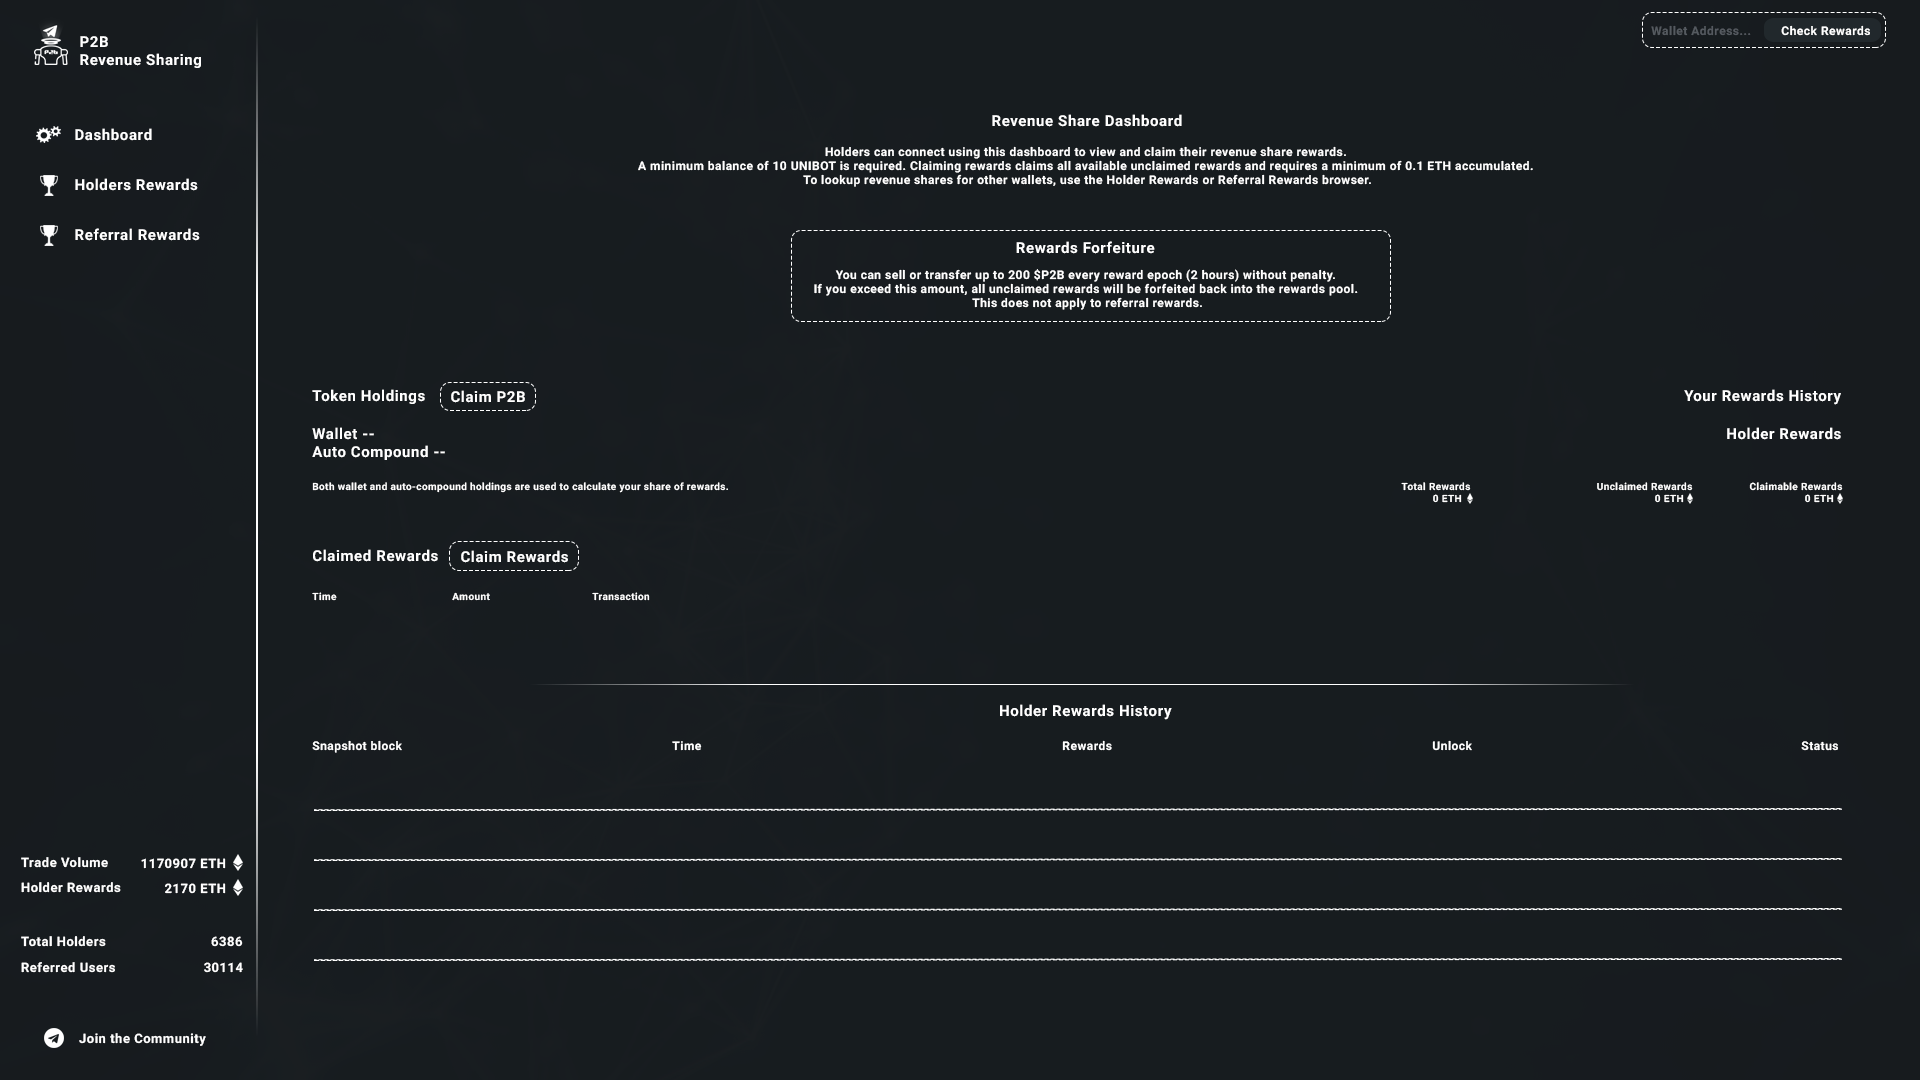 P2B
Revenue Sharing
Dashboard
Holders Rewards
Referral Rewards
Trade Volume 1170907 ETH
Holder Rewards 2170 ETH
Total Holders 6386
Referred Users 30114
Join the Community
Wallet Address... Check Rewards
Revenue Share Dashboard
Holders can connect using this dashboard to view and claim their revenue share rewards.
A minimum balance of 10 UNIBOT is required. Claiming rewards claims all available unclaimed rewards and requires a minimum of 0.1 ETH accumulated.
To lookup revenue shares for other wallets, use the Holder Rewards or Referral Rewards browser.
Rewards Forfeiture
You can sell or transfer up to 200 $P2B every reward epoch (2 hours) without penalty.
If you exceed this amount, all unclaimed rewards will be forfeited back into the rewards pool.
This does not apply to referral rewards.
Token Holdings Claim P2B
Wallet --
Auto Compound --
Both wallet and auto-compound holdings are used to calculate your share of rewards.
Your Rewards History
Holder Rewards
Total Rewards Unclaimed Rewards Claimable Rewards
0 ETH 0 ETH 0 ETH
Claimed Rewards Claim Rewards
Time Amount Transaction
Holder Rewards History
Snapshot block Time Rewards Unlock Status